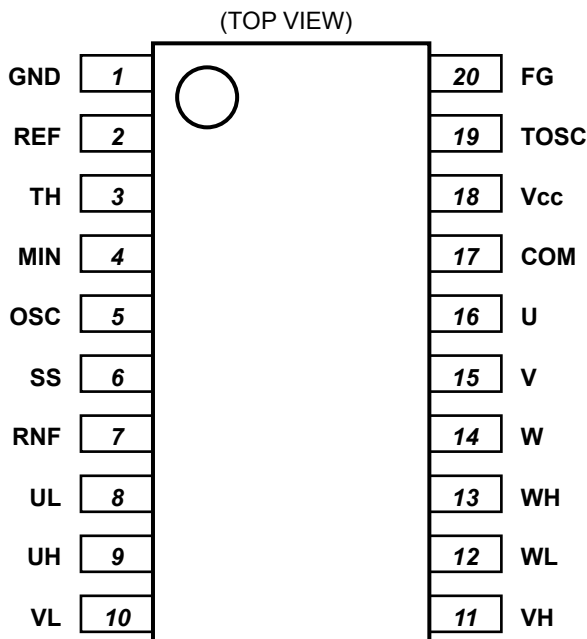 (TOP VIEW)
GND 1 20 FG
REF 2 19 TOSC
TH 3 18 Vcc
MIN 4 17 COM
OSC 5 16 U
SS 6 15 V
RNF 7 14 W
UL 8 13 WH
UH 9 12 WL
VL 10 11 VH